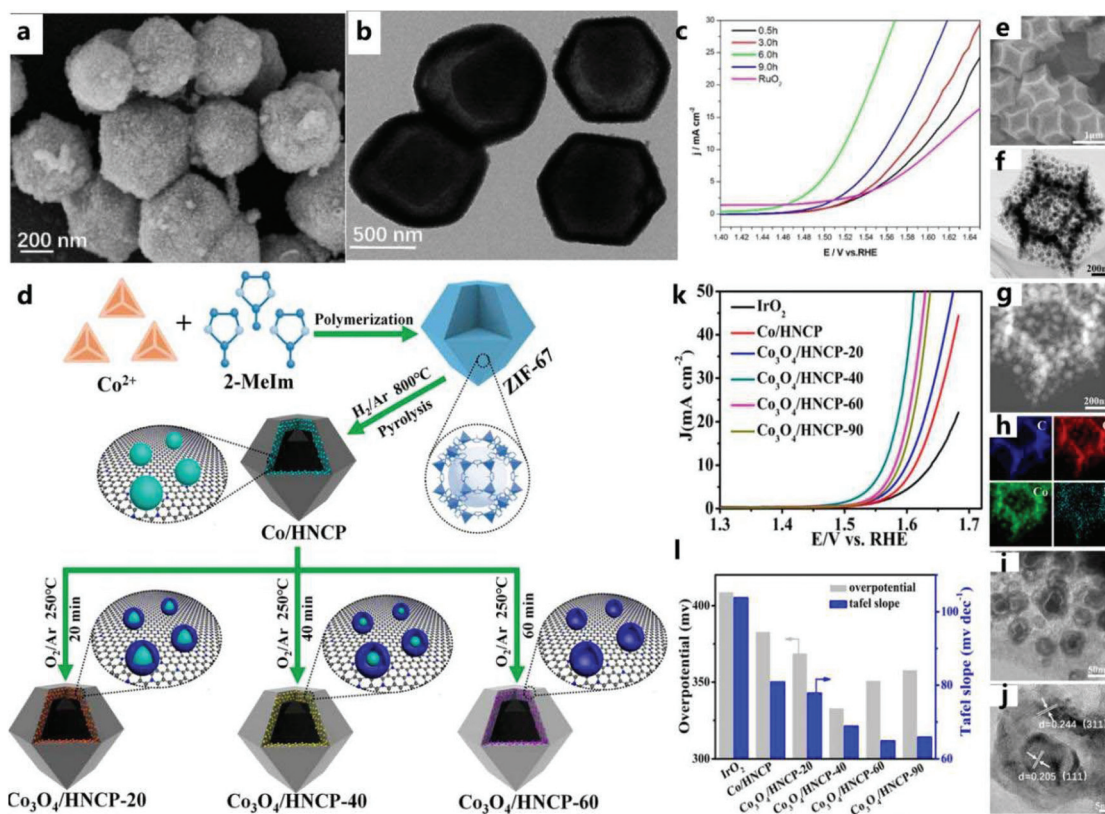 a
200 nm
b
500 nm
c
j / mA cm⁻²
30
25
20
15
10
5
0
0.5h
3.0h
6.0h
9.0h
RuO₂
1.40 1.42 1.44 1.46 1.48 1.50 1.52 1.54 1.56 1.58 1.60 1.62 1.64
E / V vs.RHE
e
1μm
f
200nm
g
h
C
Co
i
j
d=0.244 (311)
d=0.205 (111)
d
Co²⁺
+
2-MeIm
Polymerization
ZIF-67
H₂/Ar 800°C
Pyrolysis
Co/HNCP
O₂/Ar 250°C
20 min
O₂/Ar 250°C
40 min
O₂/Ar 250°C
60 min
Co₃O₄/HNCP-20
Co₃O₄/HNCP-40
Co₃O₄/HNCP-60
k
J(mA cm⁻²)
50
40
30
20
10
0
IrO₂
Co/HNCP
Co₃O₄/HNCP-20
Co₃O₄/HNCP-40
Co₃O₄/HNCP-60
Co₃O₄/HNCP-90
1.3 1.4 1.5 1.6 1.7
E/V vs. RHE
l
Overpotential (mv)
400
350
300
overpotential
tafel slope
100
80
60
Tafel slope (mv dec⁻¹)
IrO₂
Co/HNCP
Co₃O₄/HNCP-20
Co₃O₄/HNCP-40
Co₃O₄/HNCP-60
Co₃O₄/HNCP-90